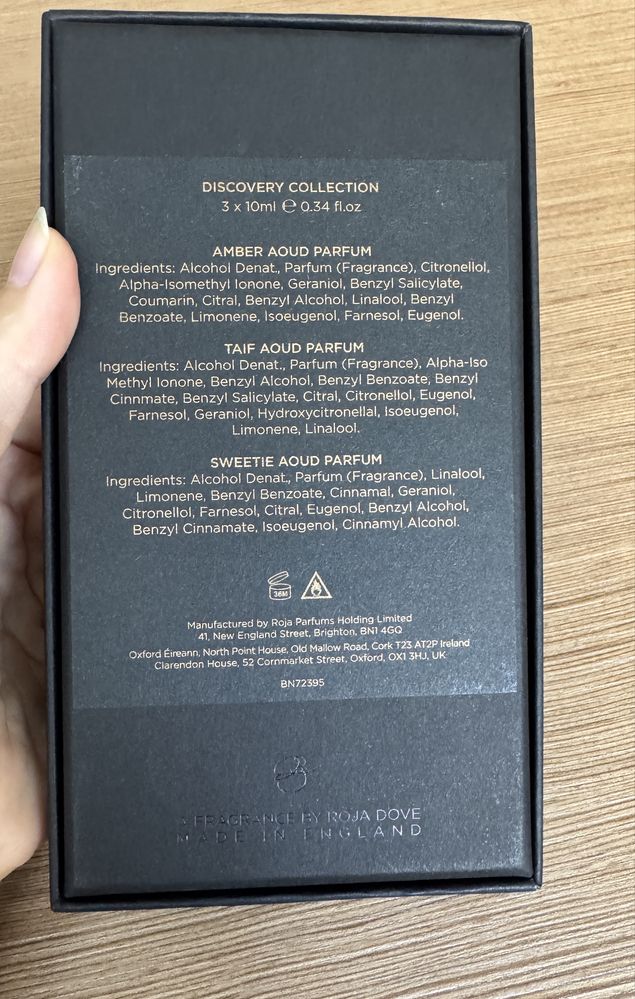 DISCOVERY COLLECTION
3 x 10ml ℮ 0.34 fl.oz
AMBER AOUD PARFUM
Ingredients: Alcohol Denat., Parfum (Fragrance), Citronellol,
Alpha-Isomethyl Ionone, Geraniol, Benzyl Salicylate,
Coumarin, Citral, Benzyl Alcohol, Linalool, Benzyl
Benzoate, Limonene, Isoeugenol, Farnesol, Eugenol.
TAIF AOUD PARFUM
Ingredients: Alcohol Denat., Parfum (Fragrance), Alpha-Iso
Methyl Ionone, Benzyl Alcohol, Benzyl Benzoate, Benzyl
Cinnmate, Benzyl Salicylate, Citral, Citronellol, Eugenol,
Farnesol, Geraniol, Hydroxycitronellal, Isoeugenol,
Limonene, Linalool.
SWEETIE AOUD PARFUM
Ingredients: Alcohol Denat., Parfum (Fragrance), Linalool,
Limonene, Benzyl Benzoate, Cinnamal, Geraniol,
Citronellol, Farnesol, Citral, Eugenol, Benzyl Alcohol,
Benzyl Cinnamate, Isoeugenol, Cinnamyl Alcohol.
36M
Manufactured by Roja Parfums Holding Limited
41, New England Street, Brighton, BN1 4GQ
Oxford Éireann, North Point House, Old Mallow Road, Cork T23 AT2P Ireland
Clarendon House, 52 Cornmarket Street, Oxford, OX1 3HJ, UK
BN72395
A FRAGRANCE BY ROJA DOVE
MADE IN ENGLAND